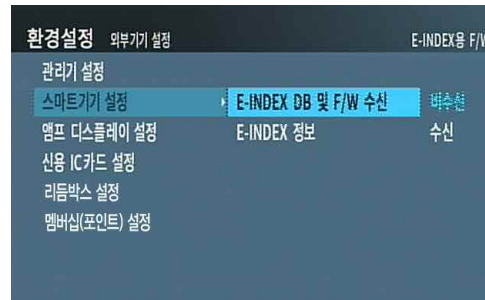 환경설정 외부기기 설정 E-INDEX용 F/W
관리기 설정
스마트기기 설정 E-INDEX DB 및 F/W 수신 미수신
앰프 디스플레이 설정 E-INDEX 정보 수신
신용 IC카드 설정
리듬박스 설정
멤버십(포인트) 설정